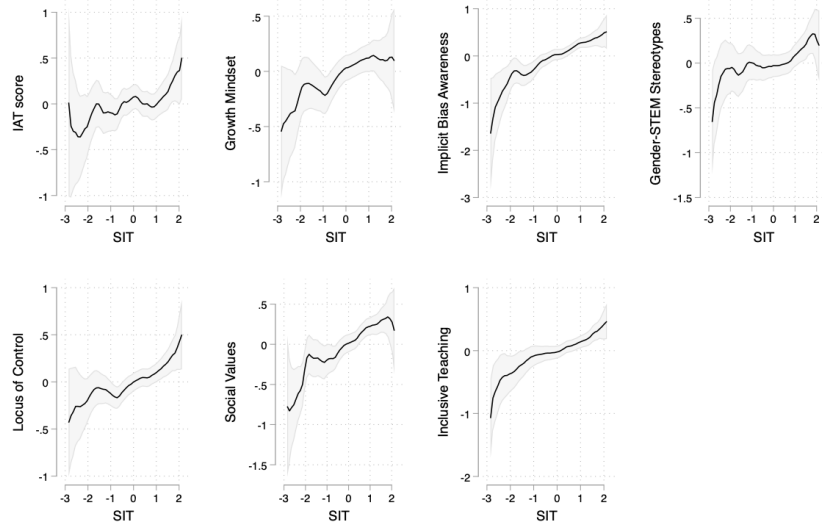 IAT score
1
.5
0
-.5
-1
-3 -2 -1 0 1 2
SIT
Growth Mindset
.5
0
-.5
-1
-3 -2 -1 0 1 2
SIT
Implicit Bias Awareness
1
0
-1
-2
-3
-3 -2 -1 0 1 2
SIT
Gender-STEM Stereotypes
.5
0
-.5
-1
-1.5
-3 -2 -1 0 1 2
SIT
Locus of Control
1
.5
0
-.5
-1
-3 -2 -1 0 1 2
SIT
Social Values
.5
0
-.5
-1
-1.5
-3 -2 -1 0 1 2
SIT
Inclusive Teaching
1
0
-1
-2
-3 -2 -1 0 1 2
SIT